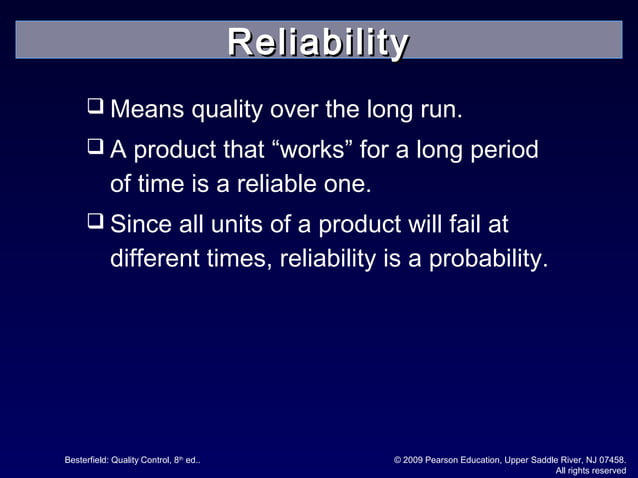 Reliability
❑ Means quality over the long run.
❑ A product that “works” for a long period
of time is a reliable one.
❑ Since all units of a product will fail at
different times, reliability is a probability.
Besterfield: Quality Control, 8th ed..
© 2009 Pearson Education, Upper Saddle River, NJ 07458.
All rights reserved